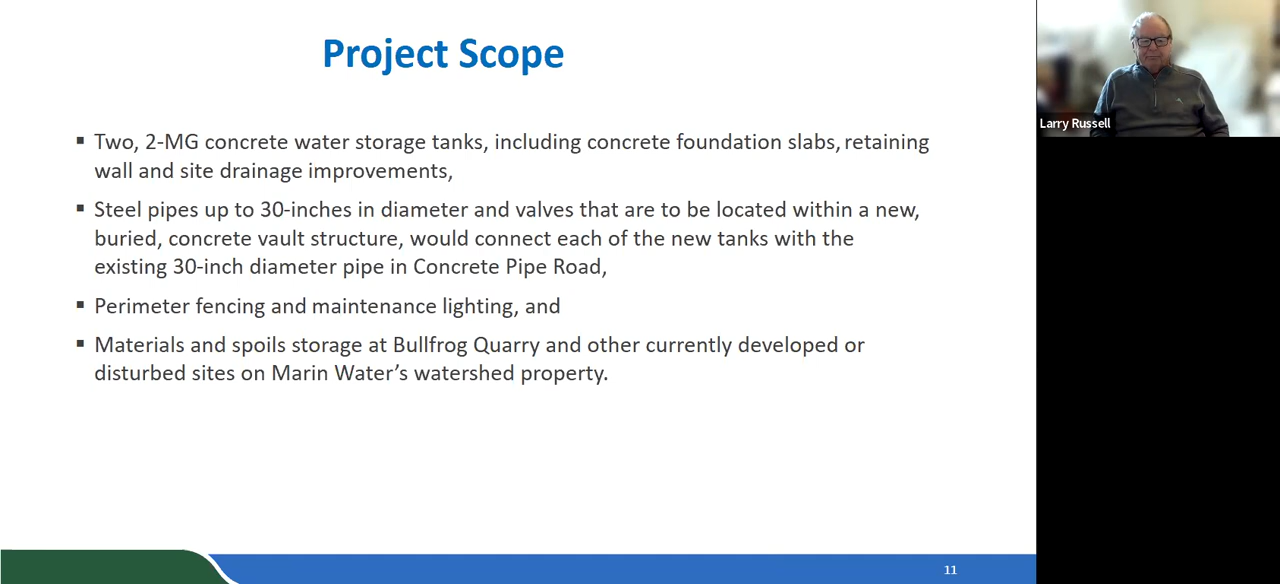 Project Scope
Two, 2-MG concrete water storage tanks, including concrete foundation slabs, retaining
wall and site drainage improvements,
Steel pipes up to 30-inches in diameter and valves that are to be located within a new,
buried, concrete vault structure, would connect each of the new tanks with the
existing 30-inch diameter pipe in Concrete Pipe Road,
Perimeter fencing and maintenance lighting, and
Materials and spoils storage at Bullfrog Quarry and other currently developed or
disturbed sites on Marin Water’s watershed property.
11
Larry Russell